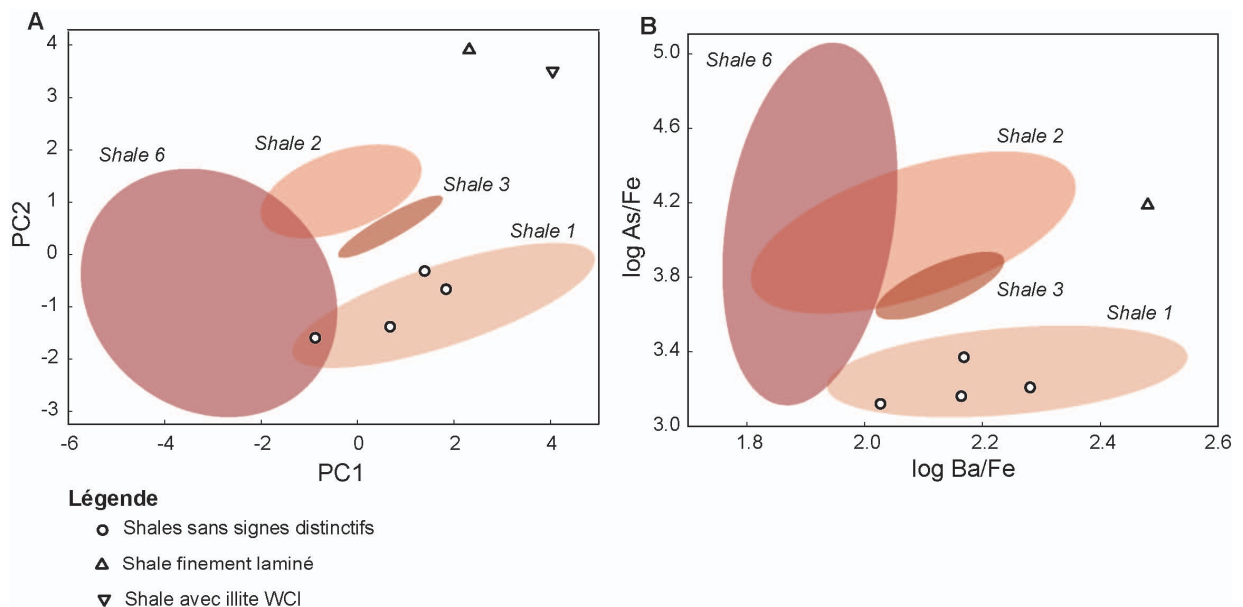 A
4
3
2
1
0
-1
-2
-3
PC2
-6
-4
-2
0
2
4
PC1
Shale 6
Shale 2
Shale 3
Shale 1
B
5.0
4.6
4.2
3.8
3.4
3.0
log As/Fe
1.8
2.0
2.2
2.4
2.6
log Ba/Fe
Shale 6
Shale 2
Shale 3
Shale 1
Légende
Shales sans signes distinctifs
Shale finement laminé
Shale avec illite WCI